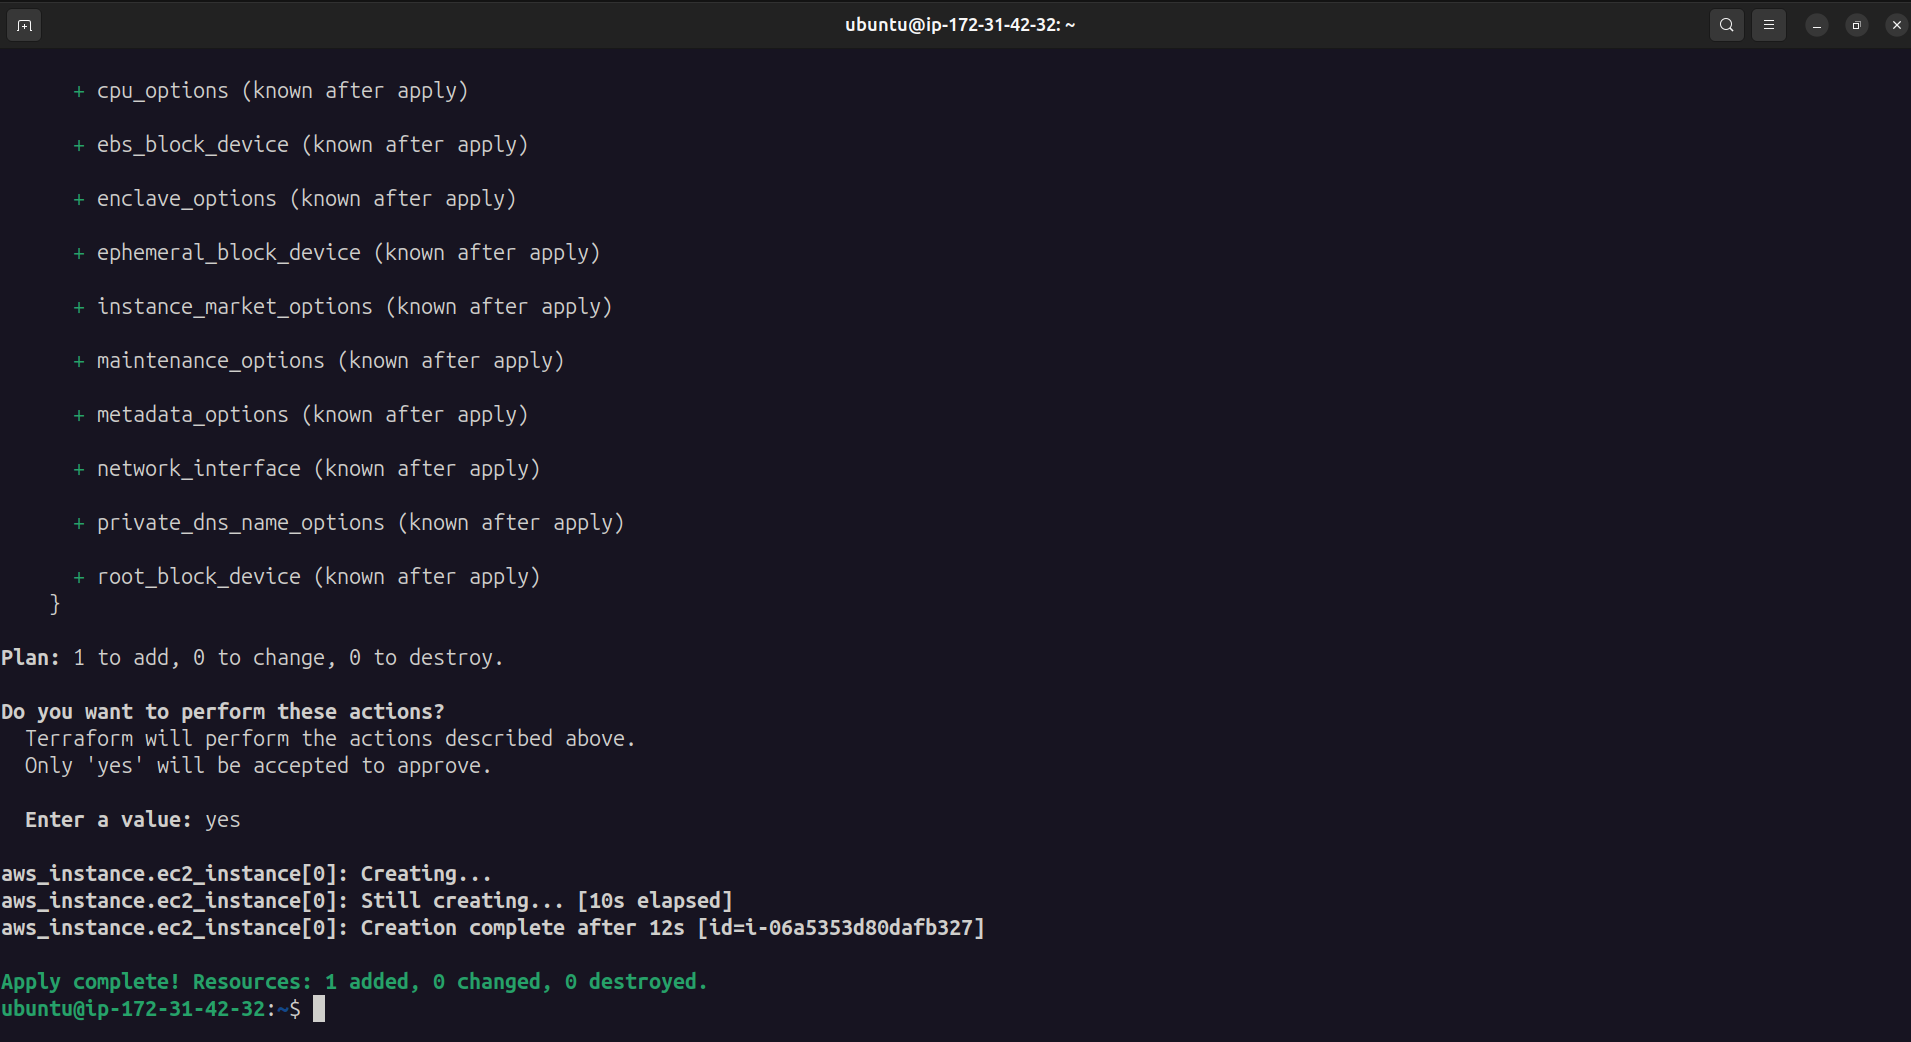 ubuntu@ip-172-31-42-32: ~
+ cpu_options (known after apply)
+ ebs_block_device (known after apply)
+ enclave_options (known after apply)
+ ephemeral_block_device (known after apply)
+ instance_market_options (known after apply)
+ maintenance_options (known after apply)
+ metadata_options (known after apply)
+ network_interface (known after apply)
+ private_dns_name_options (known after apply)
+ root_block_device (known after apply)
}
Plan: 1 to add, 0 to change, 0 to destroy.
Do you want to perform these actions?
Terraform will perform the actions described above.
Only 'yes' will be accepted to approve.
Enter a value: yes
aws_instance.ec2_instance[0]: Creating...
aws_instance.ec2_instance[0]: Still creating... [10s elapsed]
aws_instance.ec2_instance[0]: Creation complete after 12s [id=i-06a5353d80dafb327]
Apply complete! Resources: 1 added, 0 changed, 0 destroyed.
ubuntu@ip-172-31-42-32:~$